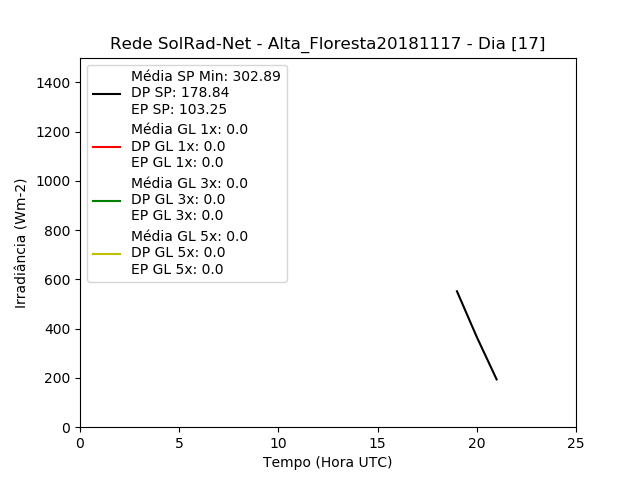 Rede SolRad-Net - Alta_Floresta20181117 - Dia [17]
Média SP Min: 302.89
DP SP: 178.84
EP SP: 103.25
Média GL 1x: 0.0
DP GL 1x: 0.0
EP GL 1x: 0.0
Média GL 3x: 0.0
DP GL 3x: 0.0
EP GL 3x: 0.0
Média GL 5x: 0.0
DP GL 5x: 0.0
EP GL 5x: 0.0
Irradiância (Wm-2)
1400
1200
1000
800
600
400
200
0
0 5 10 15 20 25
Tempo (Hora UTC)